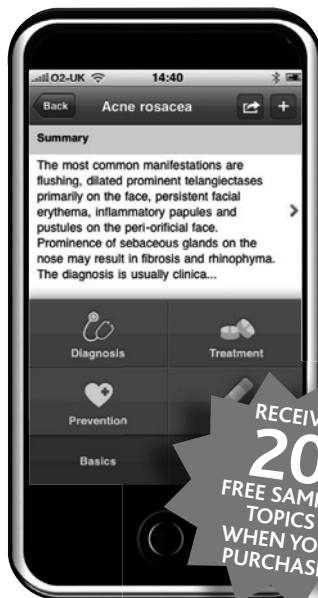 O2-UK 14:40
Back Acne rosacea +
Summary
The most common manifestations are
flushing, dilated prominent telangiectases
primarily on the face, persistent facial
erythema, inflammatory papules and
pustules on the peri-orificial face.
Prominence of sebaceous glands on the
nose may result in fibrosis and rhinophyma.
The diagnosis is usually clinica...
Diagnosis Treatment
Prevention
Basics
RECEIV
20
FREE SAM
TOPICS
WHEN YO
PURCHAS